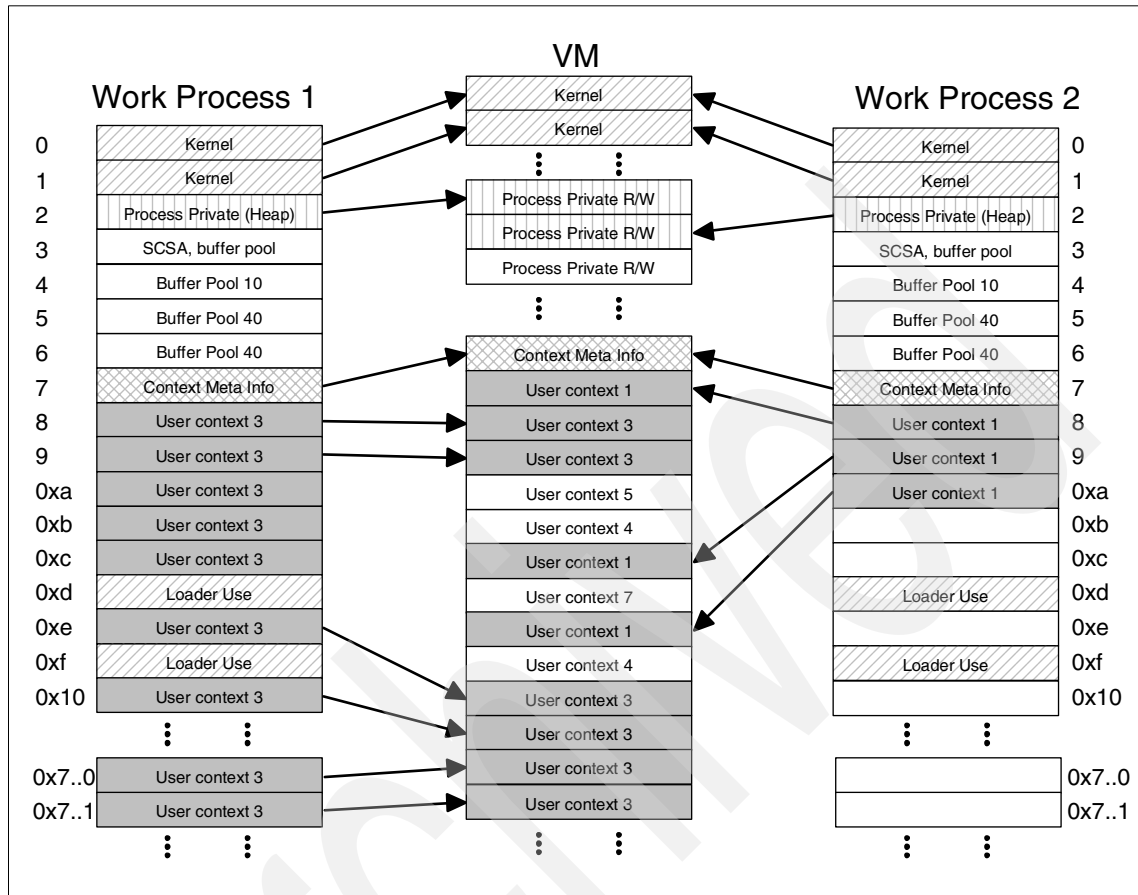 VM
Work Process 1
Work Process 2
Kernel
Kernel
Process Private R/W
Process Private R/W
Process Private R/W
Context Meta Info
User context 1
User context 3
User context 3
User context 5
User context 4
User context 1
User context 7
User context 1
User context 4
User context 3
User context 3
User context 3
User context 3
0 Kernel
1 Kernel
2 Process Private (Heap)
3 SCSA, buffer pool
4 Buffer Pool 10
5 Buffer Pool 40
6 Buffer Pool 40
7 Context Meta Info
8 User context 3
9 User context 3
0xa User context 3
0xb User context 3
0xc User context 3
0xd Loader Use
0xe User context 3
0xf Loader Use
0x10 User context 3
0x7..0 User context 3
0x7..1 User context 3
Kernel 0
Kernel 1
Process Private (Heap) 2
SCSA, buffer pool 3
Buffer Pool 10 4
Buffer Pool 40 5
Buffer Pool 40 6
Context Meta Info 7
User context 1 8
User context 1 9
User context 1 0xa
0xb
0xc
Loader Use 0xd
0xe
Loader Use 0xf
0x10
0x7..0
0x7..1